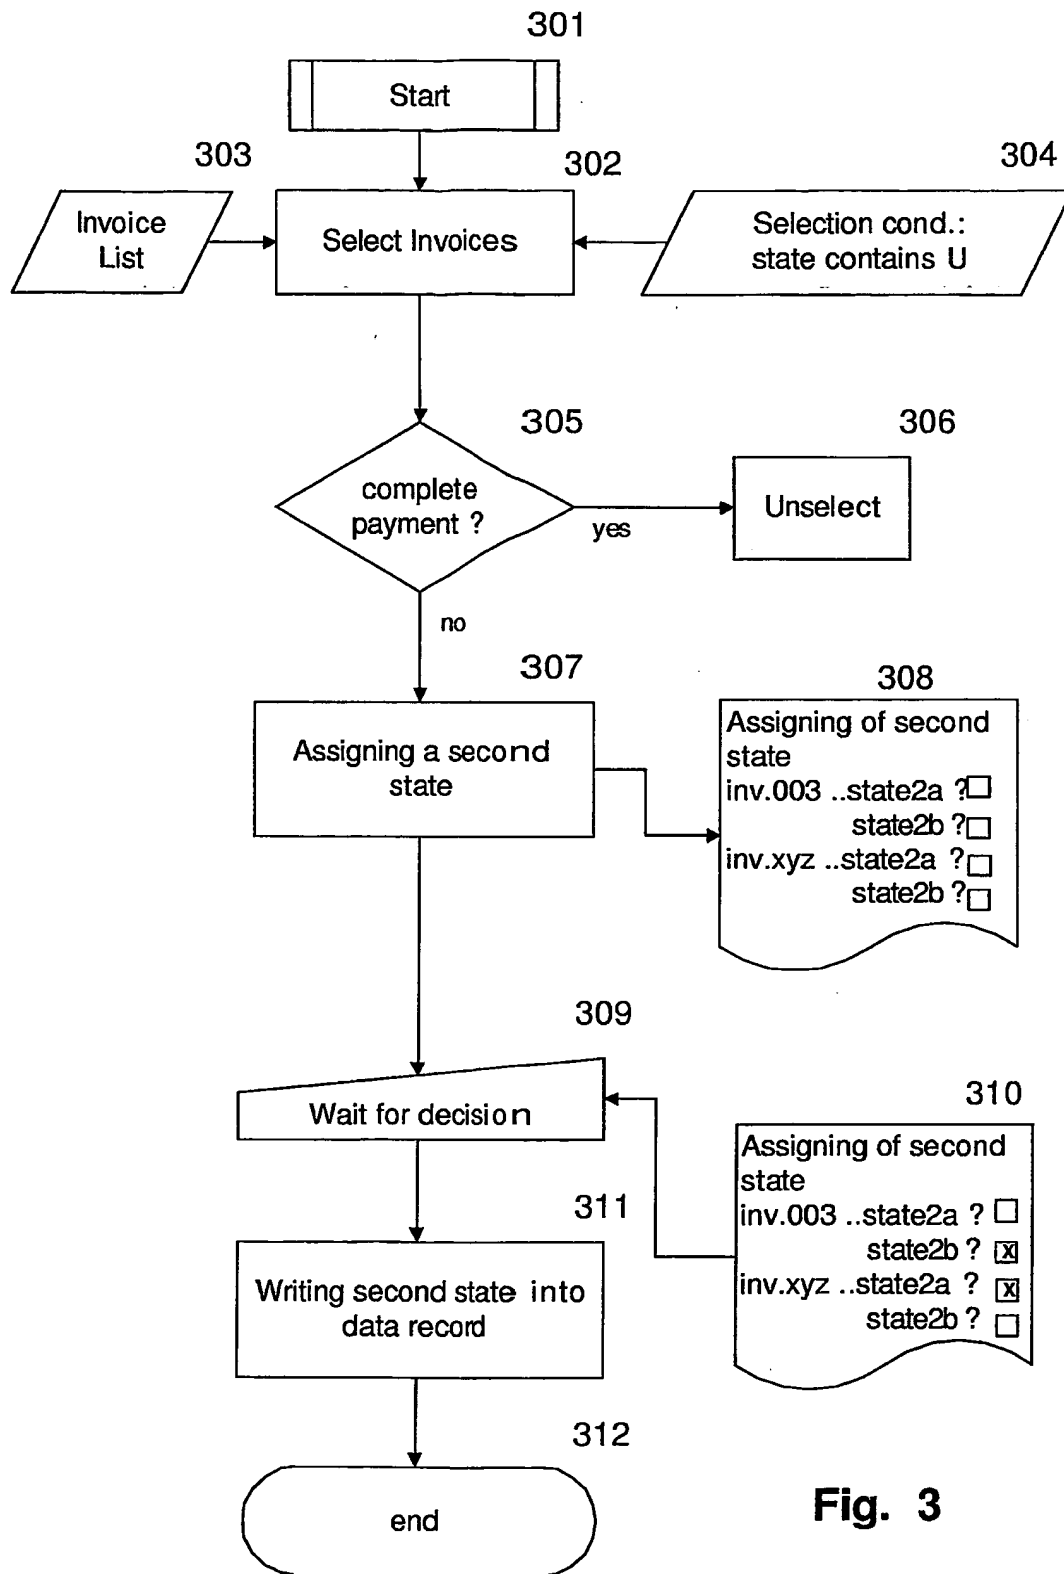 301
Start
303
302
304
Invoice
List
Select Invoices
Selection cond.:
state contains U
305
306
complete
payment ?
Unselect
yes
no
307
308
Assigning a second
state
Assigning of second
state
inv.003 ..state2a ?
state2b ?
inv.xyz ..state2a ?
state2b ?
309
Wait for decision
310
Assigning of second
state
inv.003 ..state2a ?
state2b ? x
inv.xyz ..state2a ? x
state2b ?
311
Writing second state into
data record
312
end
Fig. 3